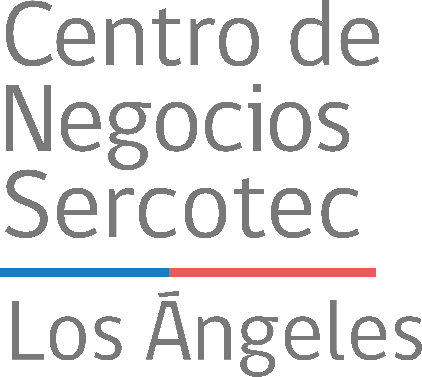 Centro de
Negocios
Sercotec
Los Ángeles